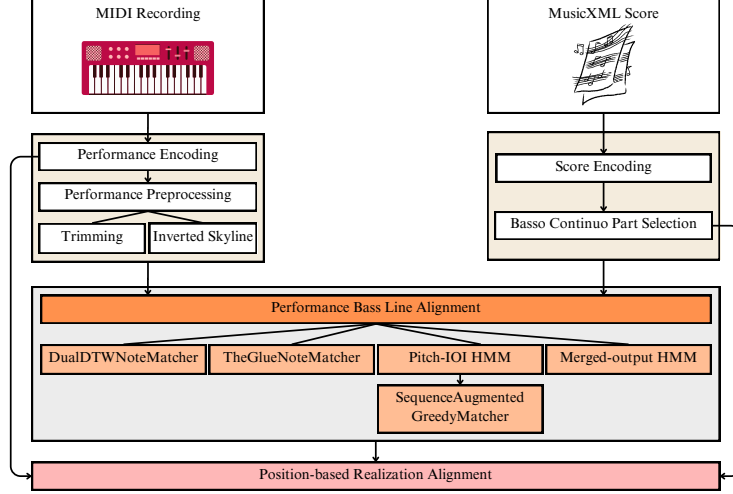 MIDI Recording
MusicXML Score
Performance Encoding
Performance Preprocessing
Trimming
Inverted Skyline
Score Encoding
Basso Continuo Part Selection
Performance Bass Line Alignment
DualDTWNoteMatcher
TheGlueNoteMatcher
Pitch-IOI HMM
Merged-output HMM
SequenceAugmented
GreedyMatcher
Position-based Realization Alignment